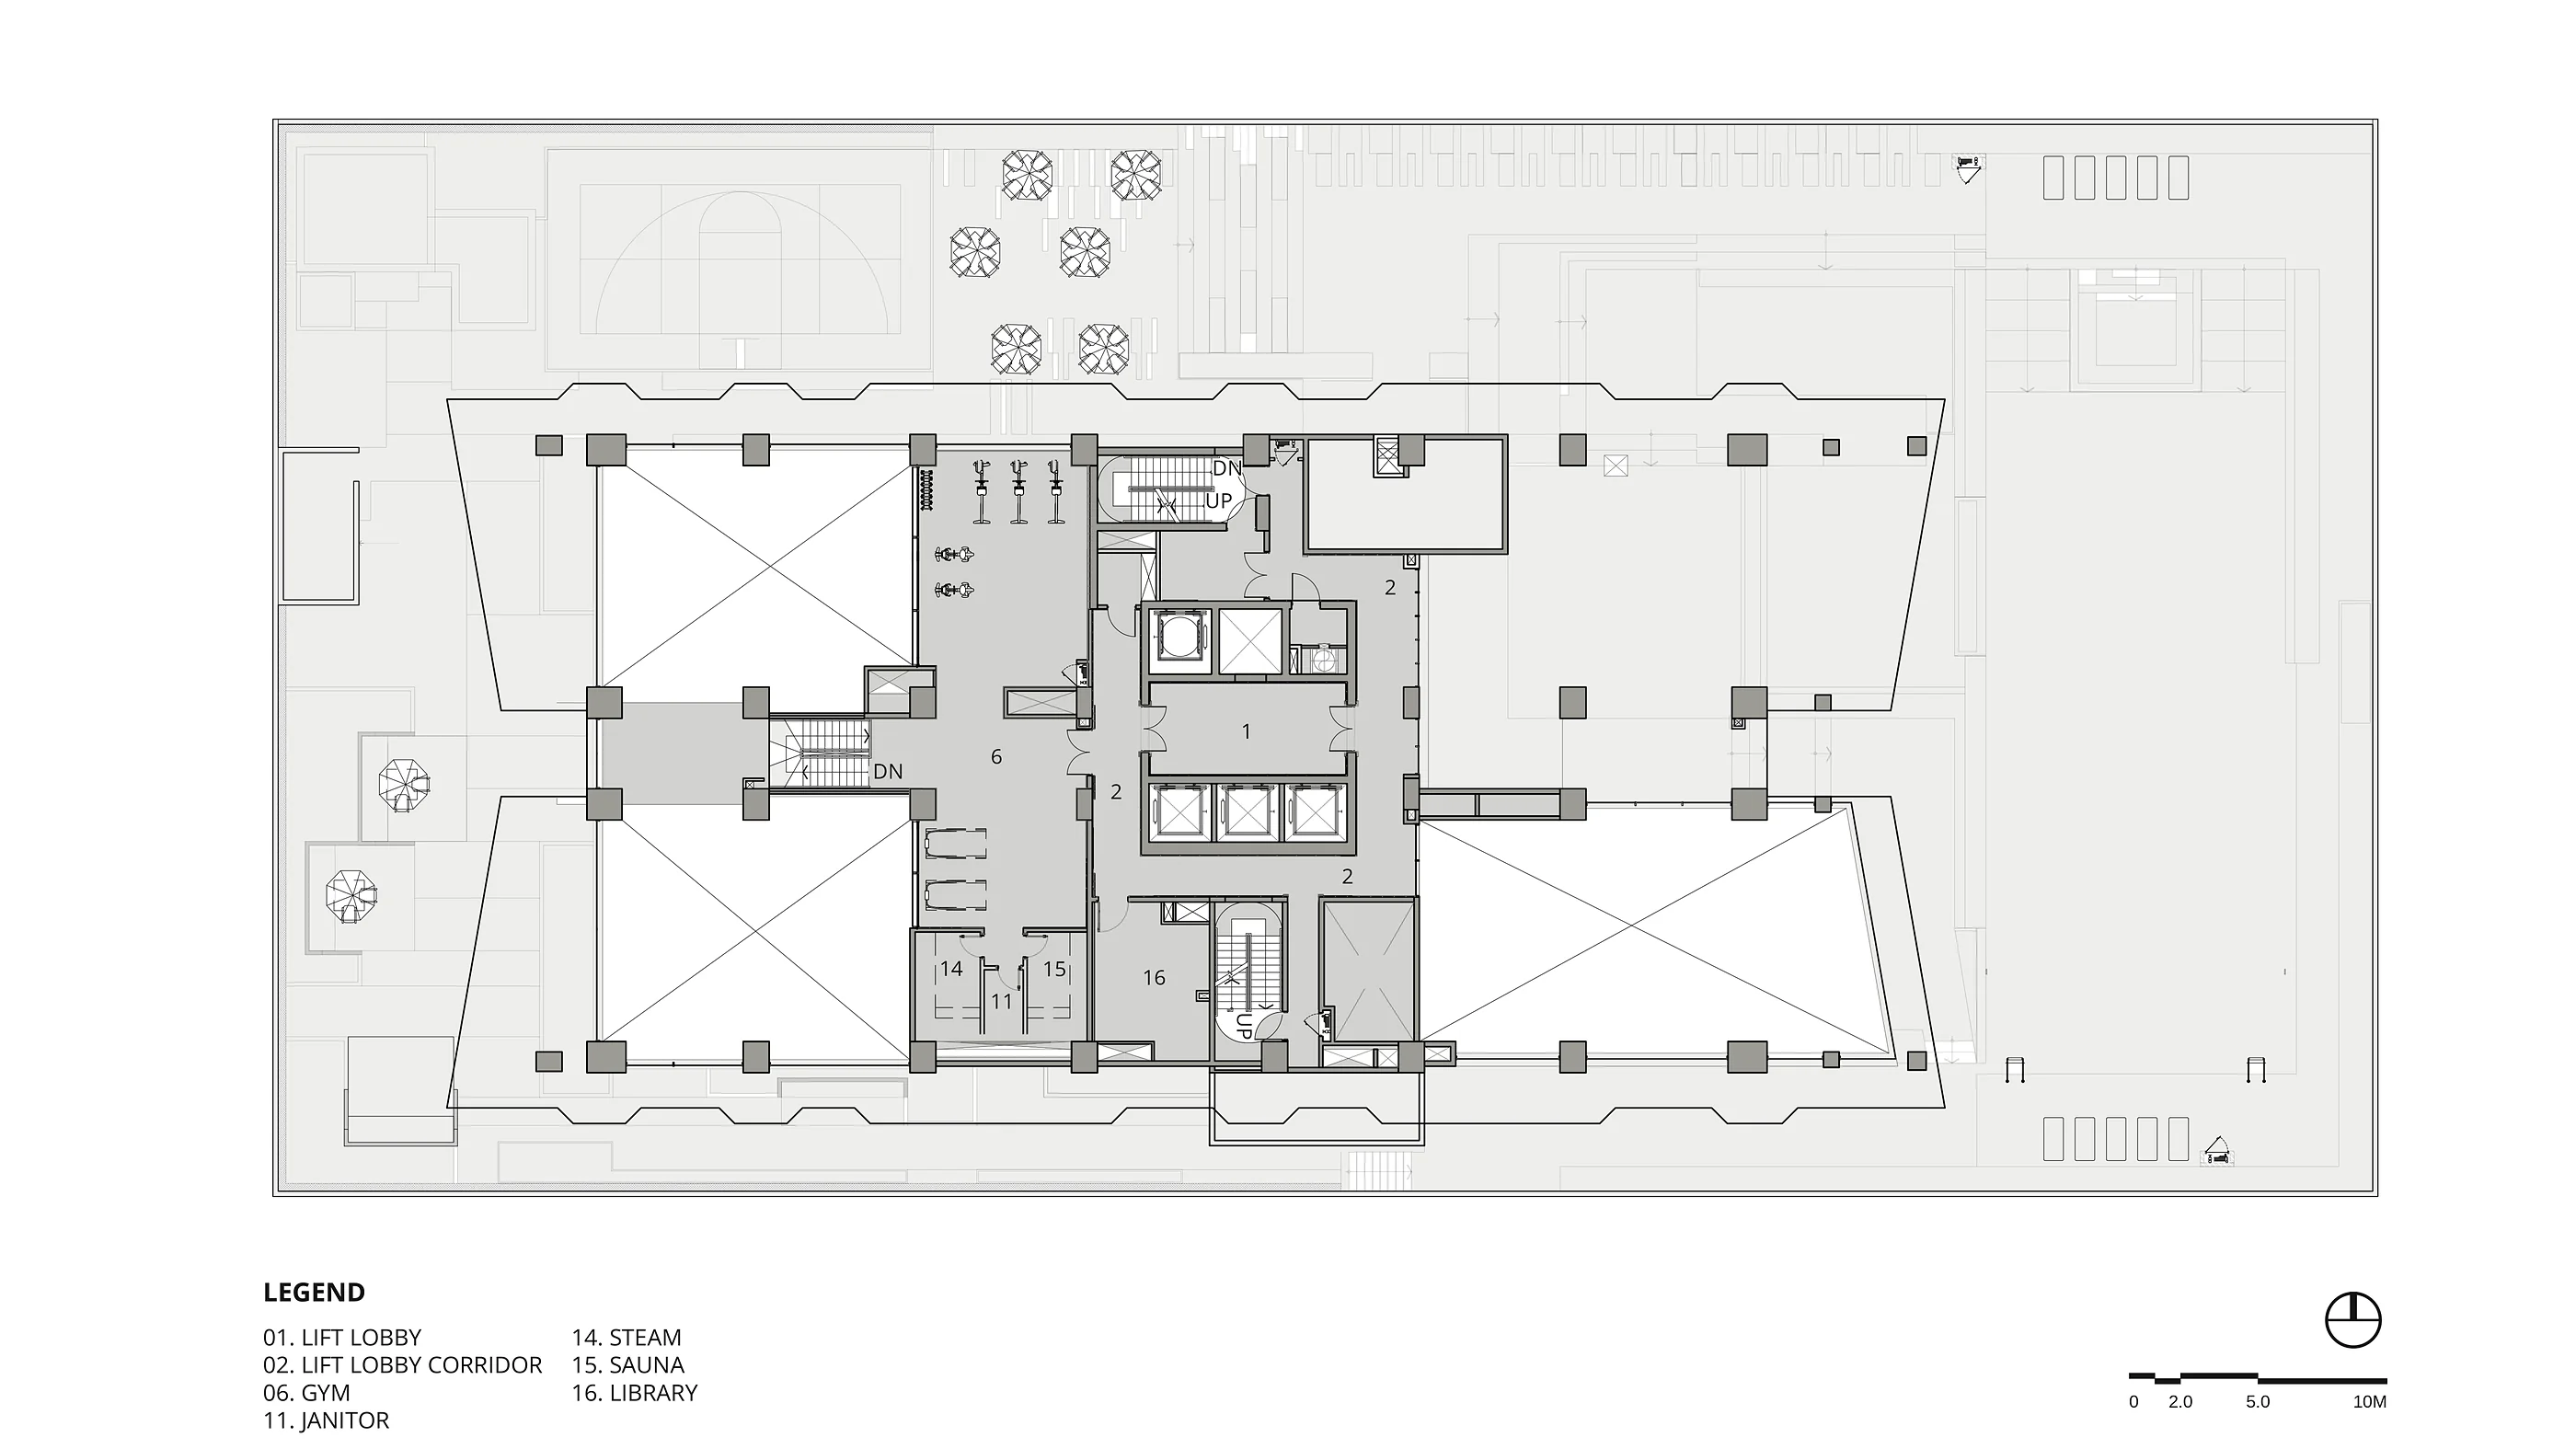 DN
UP
2
1
6
DN
2
2
14
15
16
11
UP
LEGEND
01. LIFT LOBBY
02. LIFT LOBBY CORRIDOR
06. GYM
11. JANITOR
14. STEAM
15. SAUNA
16. LIBRARY
0 2.0 5.0 10M